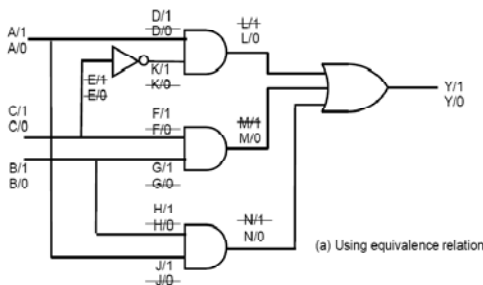 A/1
A/0
D/1
D/0
K/1
K/0
E/1
E/0
L/1
L/0
C/1
C/0
F/1
F/0
M/1
M/0
Y/1
Y/0
B/1
B/0
G/1
G/0
H/1
H/0
N/1
N/0
J/1
J/0
(a) Using equivalence relation